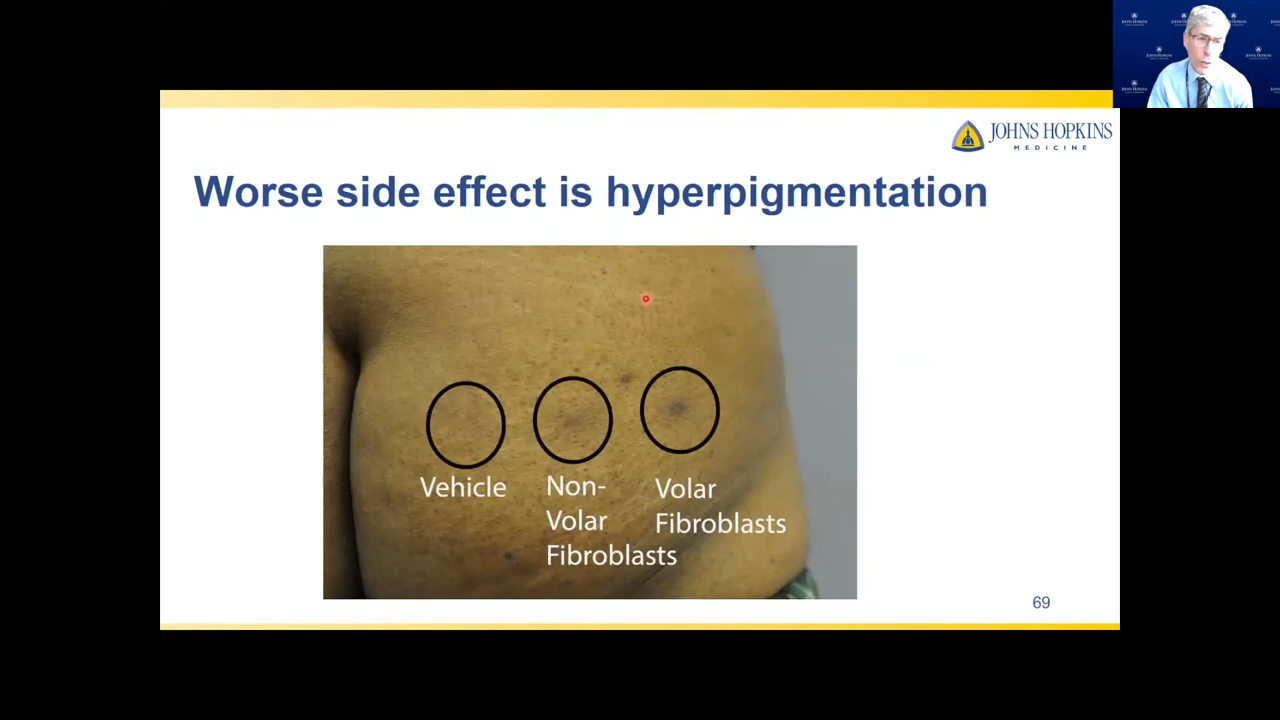 JOHNS HOPKINS
MEDICINE
Worse side effect is hyperpigmentation
Vehicle
Non-
Volar
Fibroblasts
Volar
Fibroblasts
69